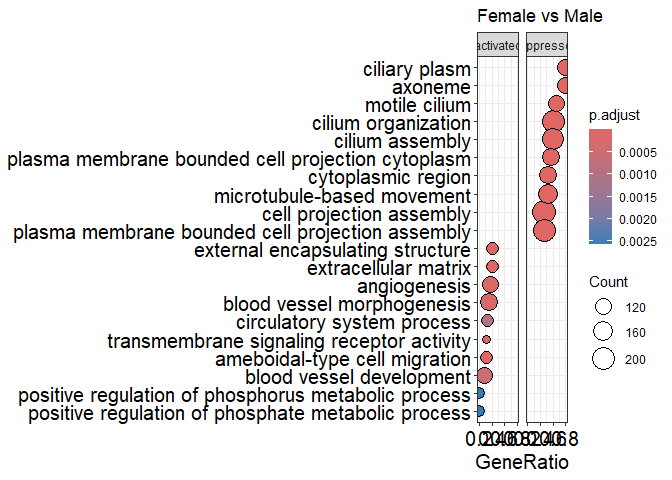 Female vs Male
activated
ppresse
ciliary plasm
axoneme
motile cilium
cilium organization
cilium assembly
plasma membrane bounded cell projection cytoplasm
cytoplasmic region
microtubule-based movement
cell projection assembly
plasma membrane bounded cell projection assembly
external encapsulating structure
extracellular matrix
angiogenesis
blood vessel morphogenesis
circulatory system process
transmembrane signaling receptor activity
ameboidal-type cell migration
blood vessel development
positive regulation of phosphorus metabolic process
positive regulation of phosphate metabolic process
GeneRatio
p.adjust
0.0005
0.0010
0.0015
0.0020
0.0025
Count
120
160
200